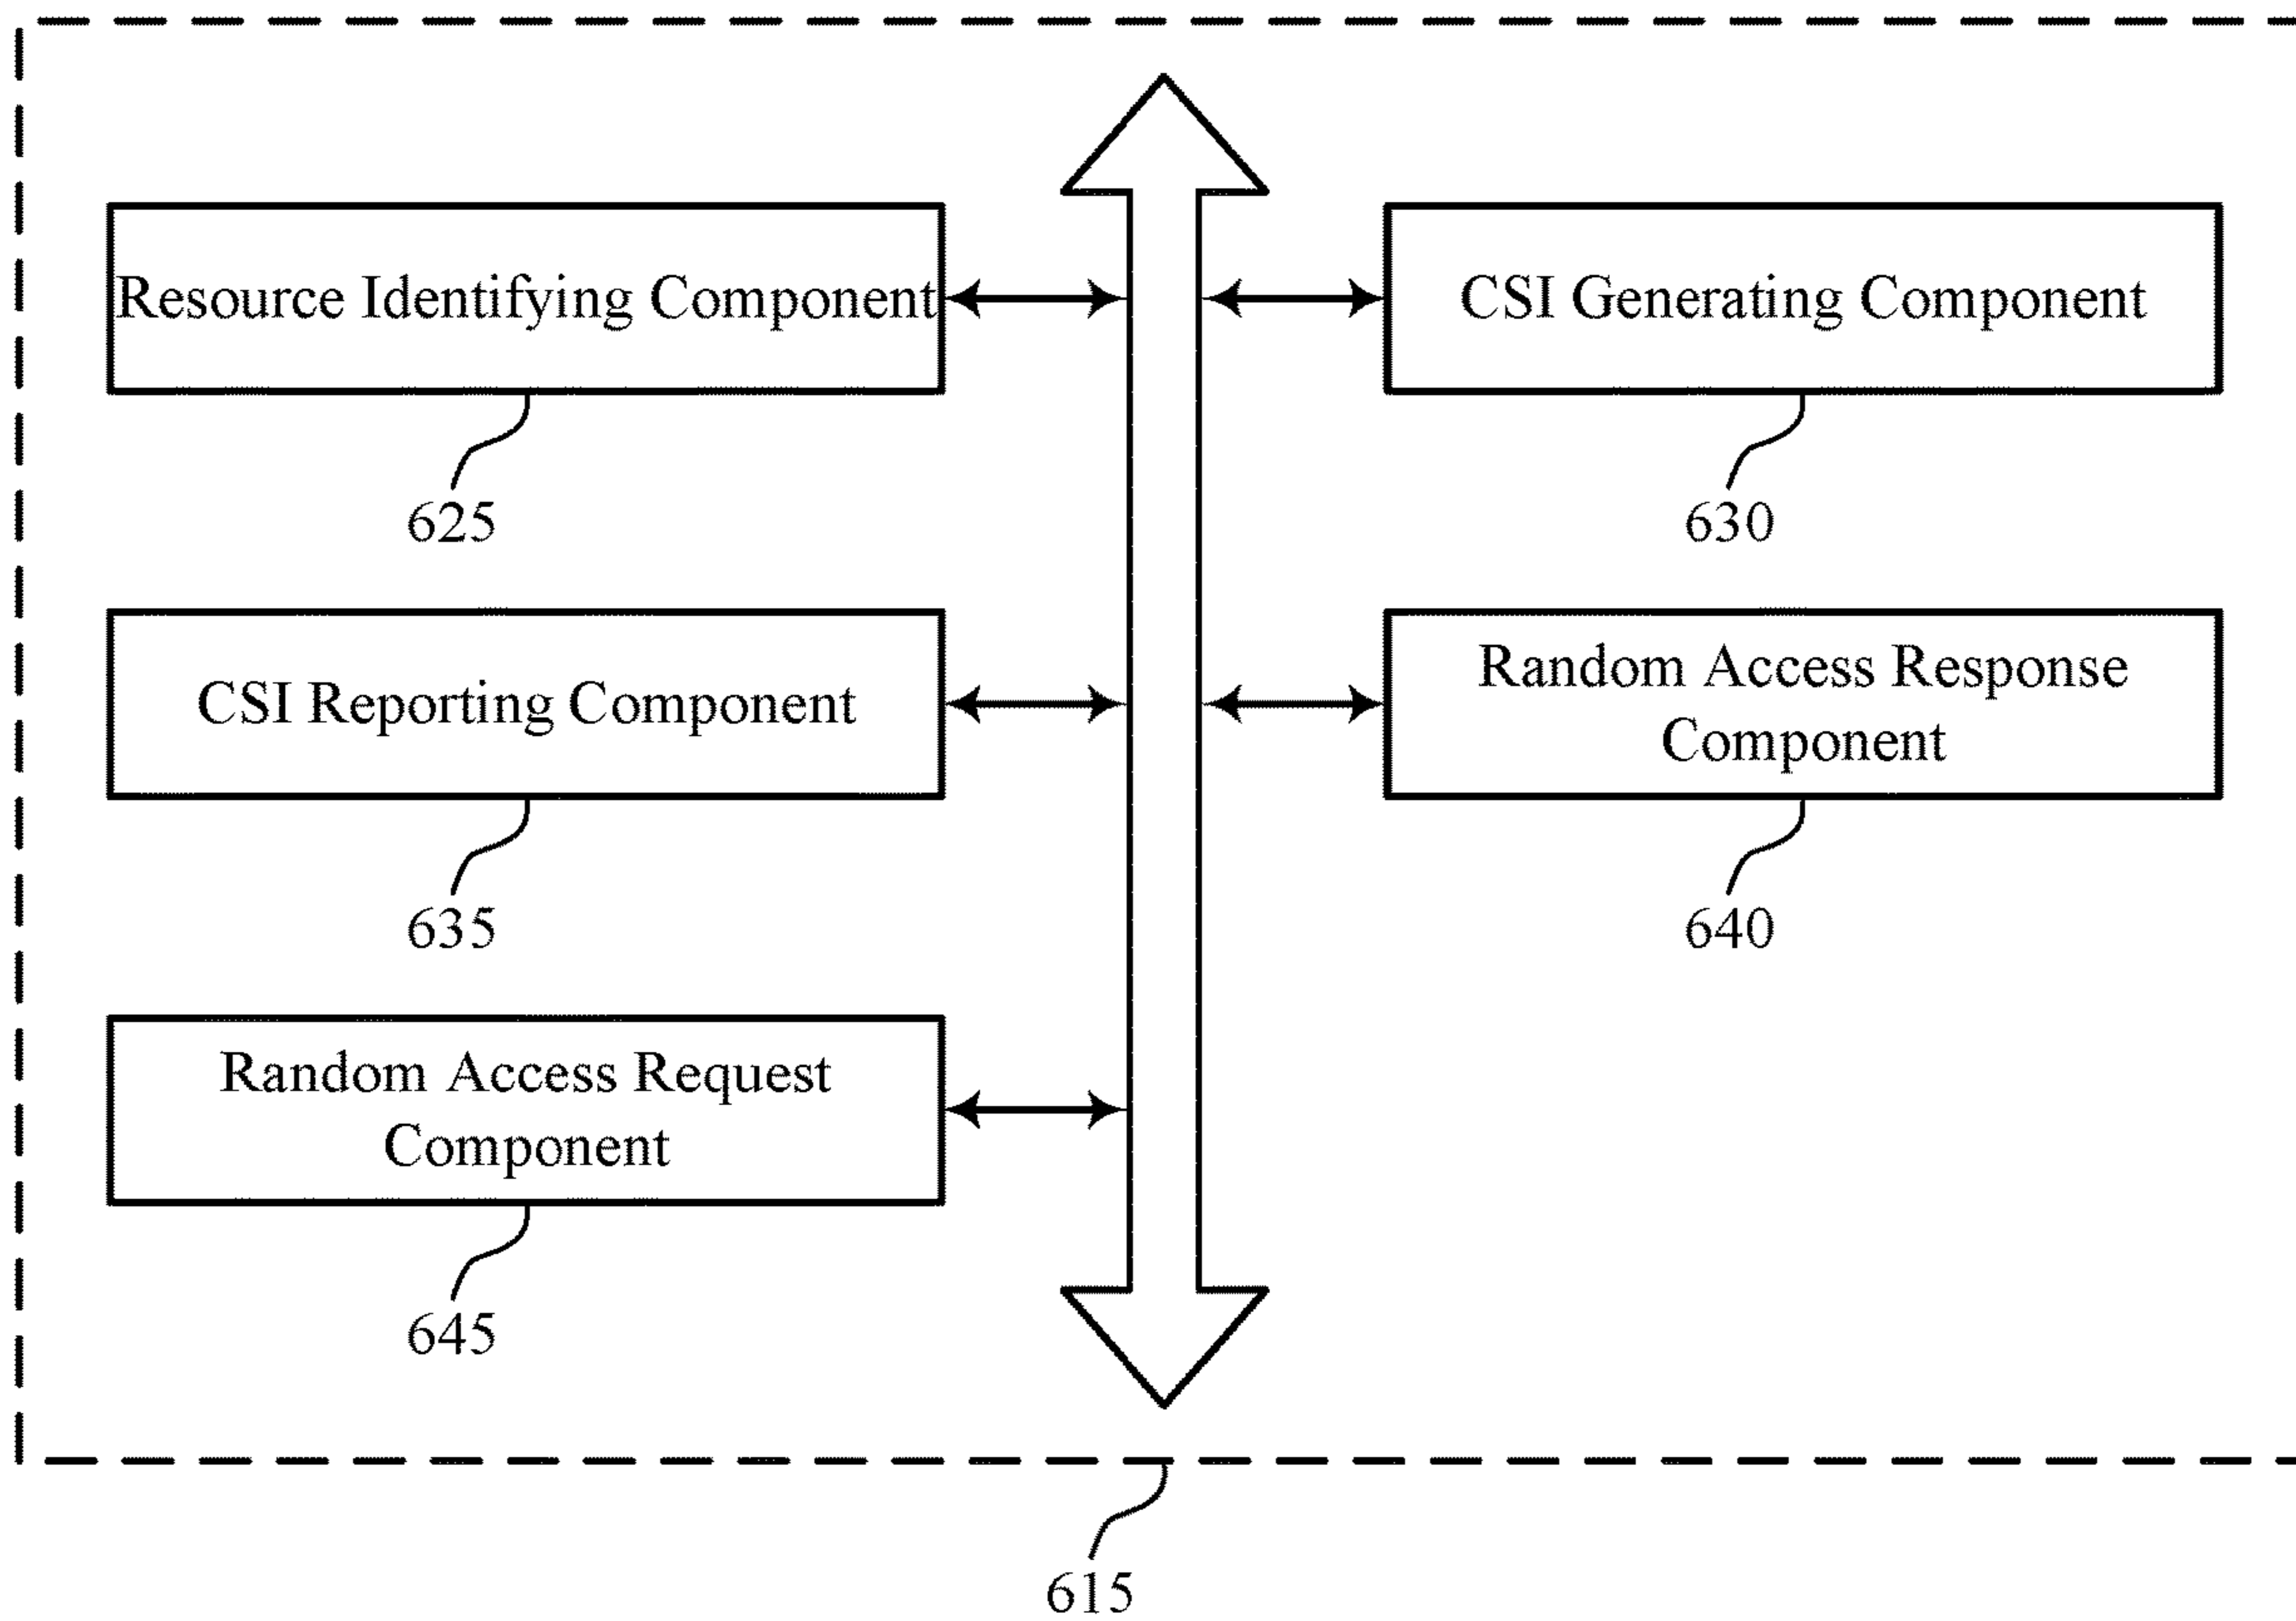 Resource Identifying Component
CSI Generating Component
625
630
CSI Reporting Component
Random Access Response
Component
635
640
Random Access Request
Component
645
615